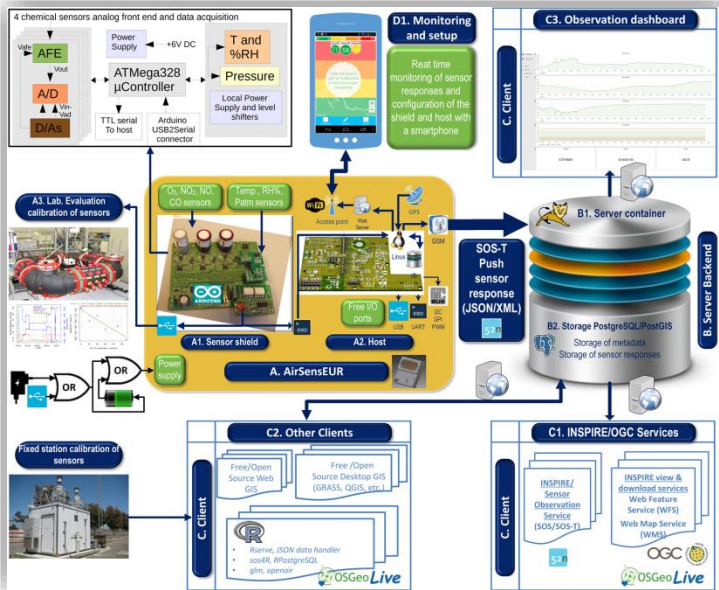 4 chemical sensors analog front end and data acquisition
Vafe
AFE
Vout
A/D
Vin-
Vad
D/As
Power
Supply
+6V DC
ATMega328
µController
TTL serial
To host
Arduino
USB2Serial
connector
T and
%RH
Pressure
Local Power
Supply and level
shifters
D1. Monitoring
and setup
Real time
monitoring of sensor
responses and
configuration of the
shield and host with
a smartphone
C3. Observation dashboard
C. Client
A3. Lab. Evaluation
calibration of sensors
O₃, NO₂, NO,
CO sensors
Temp., RH%,
Patm sensors
WiFi
Access point
Web
Server
GPS
Linux
GSM
ARDUINO
Free I/O
ports
USB
UART
I2C
SPI
PWM
A1. Sensor shield
A2. Host
A. AirSensEUR
OR
OR
Power
supply
SOS-T
Push
sensor
response
(JSON/XML)
52n
B1. Server container
B2. Storage PostgreSQL/PostGIS
Storage of metadata
Storage of sensor responses
B. Server Backend
Fixed station calibration of
sensors
C2. Other Clients
C. Client
Free/Open
Source Web
GIS
Free /Open
Source Desktop GIS
(GRASS, QGIS, etc.)
R
• Rserve, JSON data handler
• sos4R, RPostgreSQL
• glm, openair
OSGeo Live
C1. INSPIRE/OGC Services
C. Client
INSPIRE/
Sensor
Observation
Service
(SOS/SOS-T)
52n
INSPIRE view &
download services
Web Feature
Service (WFS)
Web Map Service
(WMS)
OGC
OSGeo Live